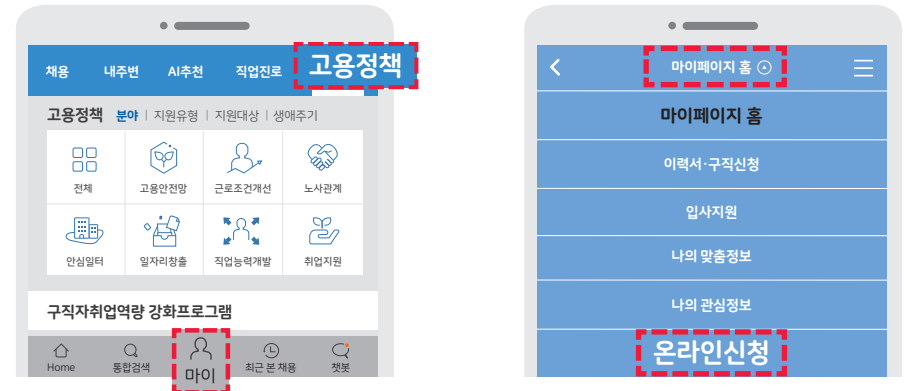 채용 내주변 AI추천 직업진로 고용정책
고용정책 분야 | 지원유형 | 지원대상 | 생애주기
전체 고용안전망 근로조건개선 노사관계
안심일터 일자리창출 직업능력개발 취업지원
구직자취업역량 강화프로그램
Home 통합검색 마이 최근 본 채용 챗봇
마이페이지 홈
마이페이지 홈
이력서·구직신청
입사지원
나의 맞춤정보
나의 관심정보
온라인신청